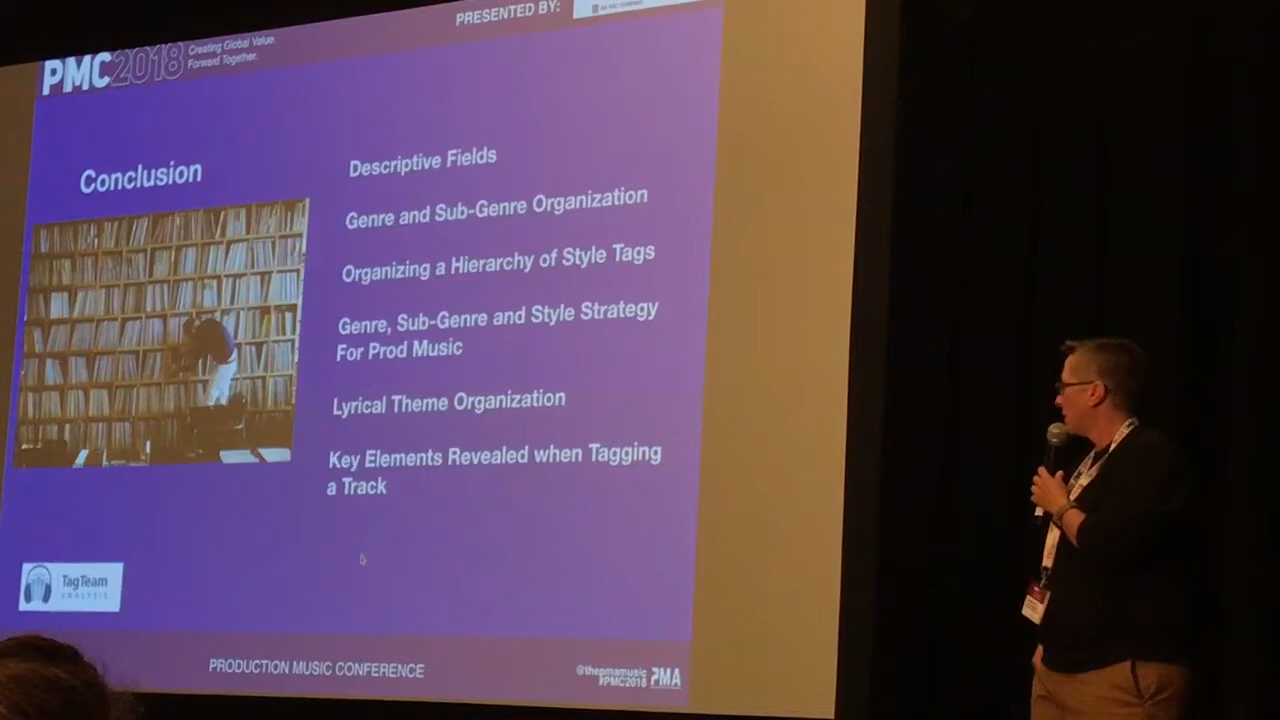 PRESENTED BY:
PMC2018
Creating Global Value.
Forward Together.
Conclusion
Descriptive Fields
Genre and Sub-Genre Organization
Organizing a Hierarchy of Style Tags
Genre, Sub-Genre and Style Strategy
For Prod Music
Lyrical Theme Organization
Key Elements Revealed when Tagging
a Track
TagTeam
ANALYSIS
PRODUCTION MUSIC CONFERENCE
@thepmamusic
#PMC2018
PMA